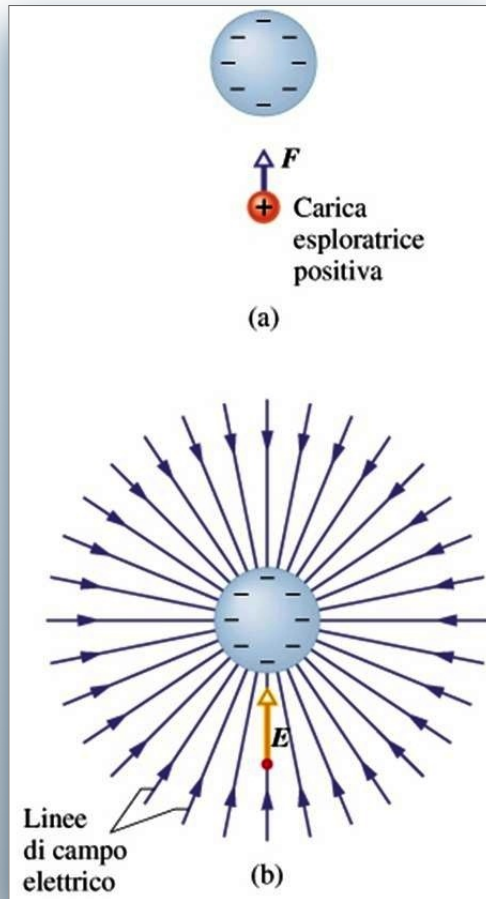 F
+
Carica
esploratrice
positiva
(a)
E
Linee
di campo
elettrico
(b)